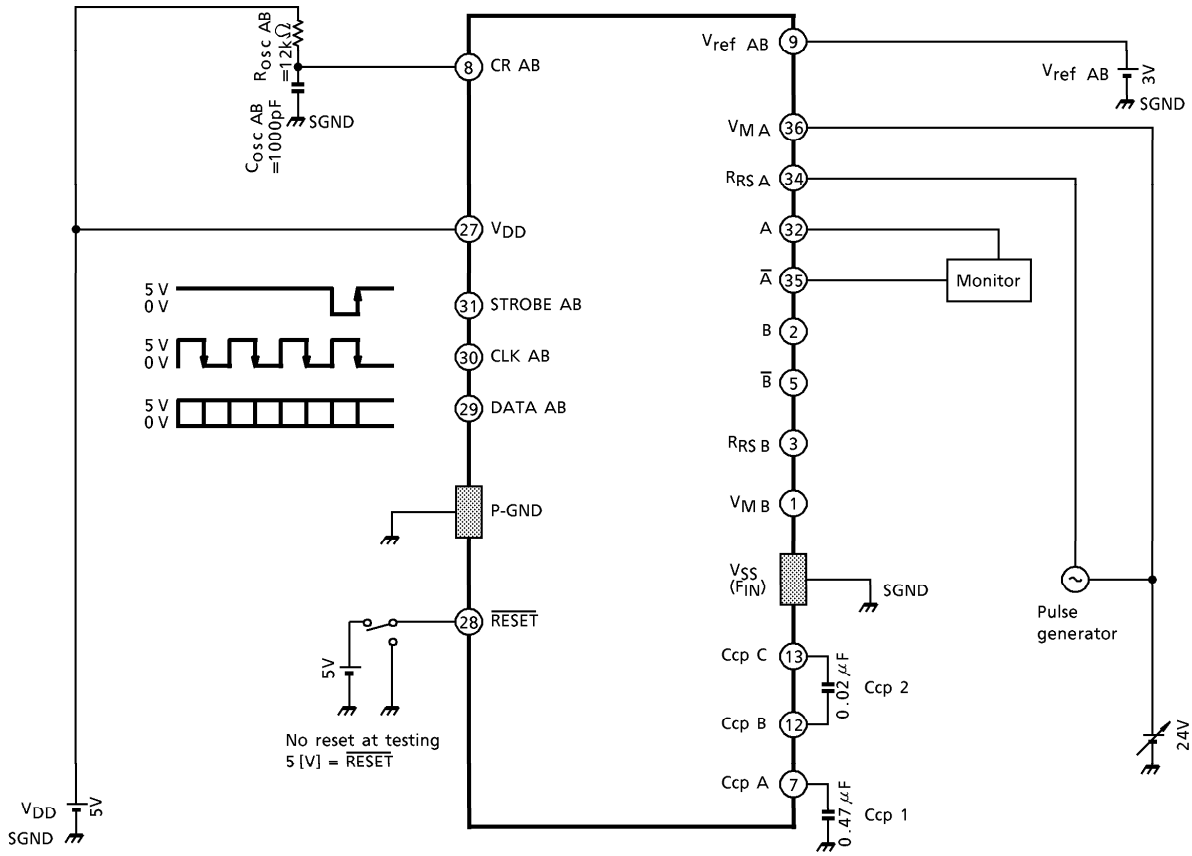 Rosc AB
=12kΩ
Cosc AB
=1000pF
SGND
8
CR AB
27
VDD
5 V
0 V
31
STROBE AB
5 V
0 V
30
CLK AB
5 V
0 V
29
DATA AB
P-GND
28
RESET
5V
No reset at testing
5 [V] = RESET
VDD
5V
SGND
Vref AB
9
Vref AB
3V
SGND
VM A
36
RRS A
34
A
32
A̅
35
Monitor
B
2
B̅
5
RRS B
3
VM B
1
VSS
(FIN)
SGND
~
Pulse
generator
Ccp C
13
0.02 μF
Ccp 2
Ccp B
12
24V
Ccp A
7
0.47 μF
Ccp 1